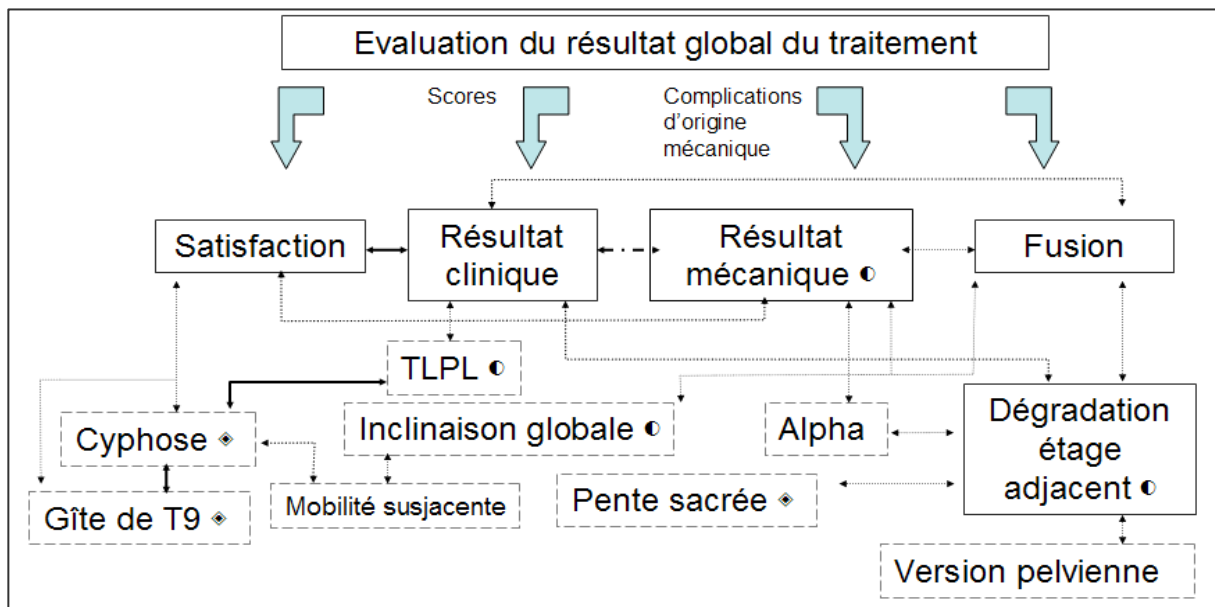 Evaluation du résultat global du traitement
Scores
Complications
d'origine
mécanique
Satisfaction
Résultat
clinique
Résultat
mécanique ◐
Fusion
TLPL ◐
Cyphose ◈
Inclinaison globale ◐
Alpha
Dégradation
étage
adjacent ◐
Gîte de T9 ◈
Mobilité susjacente
Pente sacrée ◈
Version pelvienne